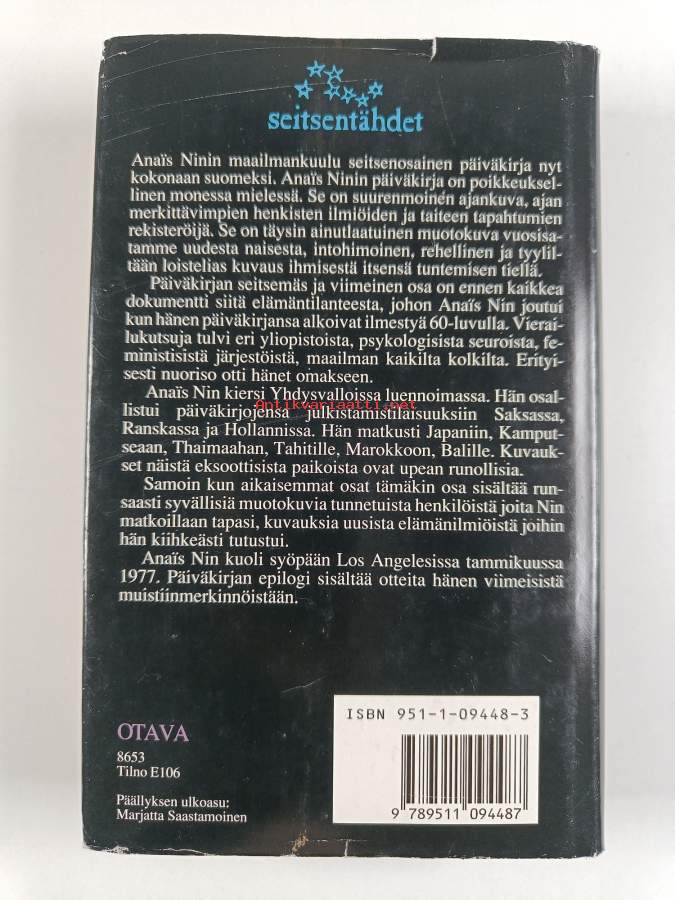 seitsentähdet
Anaïs Ninin maailmankuulu seitsenosainen päiväkirja nyt
kokonaan suomeksi. Anaïs Ninin päiväkirja on poikkeuksel-
linen monessa mielessä. Se on suurenmoinen ajankuva, ajan
merkittävimpien henkisten ilmiöiden ja taiteen tapahtumien
rekisteröijä. Se on täysin ainutlaatuinen muotokuva vuosisa-
tamme uudesta naisesta, intohimoinen, rehellinen ja tyylil-
tään loistelias kuvaus ihmisestä itsensä tuntemisen tiellä.
Päiväkirjan seitsemäs ja viimeinen osa on ennen kaikkea
dokumentti siitä elämäntilanteesta, johon Anaïs Nin joutui
kun hänen päiväkirjansa alkoivat ilmestyä 60-luvulla. Vierai-
lukutsuja tulvi eri yliopistoista, psykologisista seuroista, fe-
ministisistä järjestöistä, maailman kaikilta kolkilta. Erityi-
sesti nuoriso otti hänet omakseen.
Anaïs Nin kiersi Yhdysvalloissa luennoimassa. Hän osal-
Antikvariaatti.net
listui päiväkirjojensa julkistamistilaisuuksiin Saksassa,
Ranskassa ja Hollannissa. Hän matkusti Japaniin, Kamput-
seaan, Thaimaahan, Tahitille, Marokkoon, Balille. Kuvauk-
set näistä eksoottisista paikoista ovat upean runollisia.
Samoin kun aikaisemmat osat tämäkin osa sisältää run-
saasti syvällisiä muotokuvia tunnetuista henkilöistä joita Nin
matkoillaan tapasi, kuvauksia uusista elämänilmiöistä joihin
hän kiihkeästi tutustui.
Anaïs Nin kuoli syöpään Los Angelesissa tammikuussa
1977. Päiväkirjan epilogi sisältää otteita hänen viimeisistä
muistiinmerkinnöistään.
OTAVA
8653
Tilno E106
Päällyksen ulkoasu:
Marjatta Saastamoinen
ISBN 951-1-09448-3
9 789511 094487